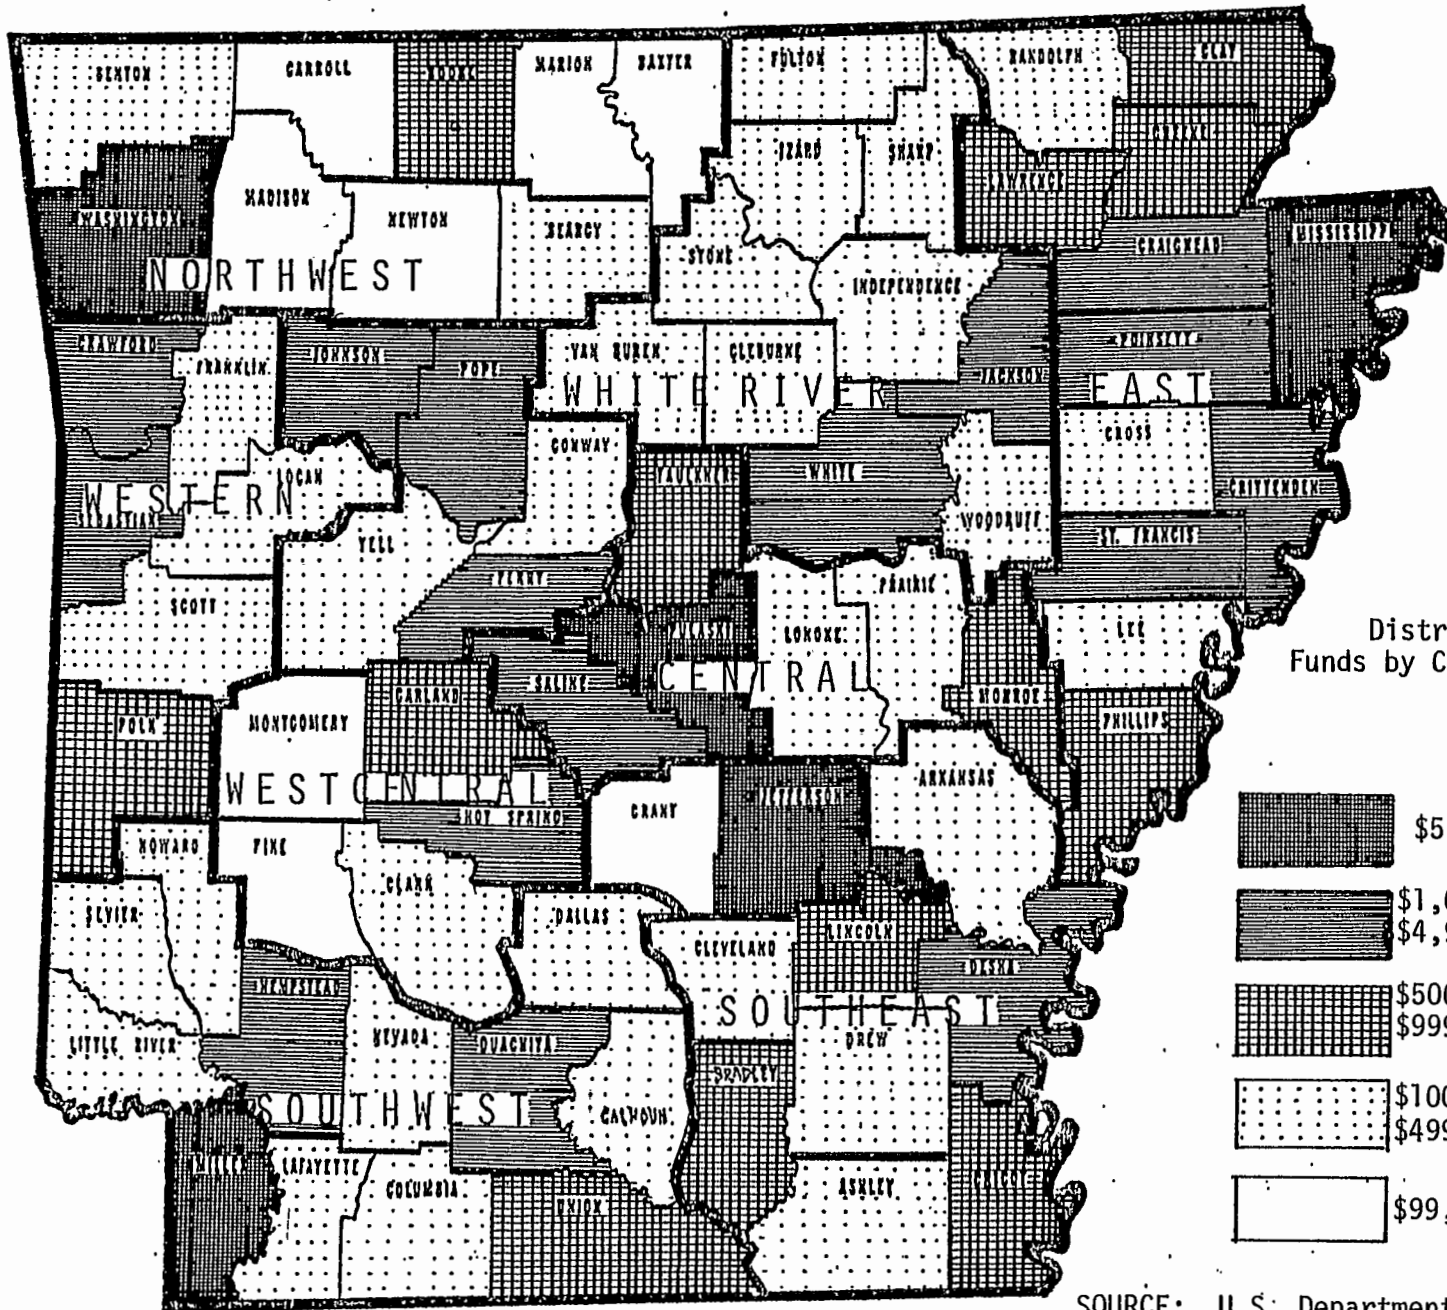 BENTON
CARROLL
BOONE
MARION
BAXTER
FULTON
RANDOLPH
CLAY
GREENE
IZARD
SHARP
LAWRENCE
WASHINGTON
MADISON
NEWTON
SEARCY
STONE
CRAIGHEAD
MISSISSIPPI
NORTHWEST
INDEPENDENCE
CRAWFORD
FRANKLIN
JOHNSON
POPE
VAN BUREN
CLEBURNE
JACKSON
POINSETT
WHITE RIVER
EAST
CROSS
CONWAY
LOGAN
FAULKNER
WHITE
CRITTENDEN
WESTERN
SEBASTIAN
WOODRUFF
ST. FRANCIS
YELL
PERRY
PRAIRIE
SCOTT
PULASKI
LONOKE
LEE
Distr
Funds by C
CENTRAL
SALINE
GARLAND
MONROE
PHILLIPS
POLK
MONTGOMERY
ARKANSAS
WESTCENTRAL
HOT SPRING
GRANT
JEFFERSON
$5
HOWARD
PIKE
CLARK
SEVIER
DALLAS
CLEVELAND
LINCOLN
DESHA
$4,9
HEMPSTEAD
SOUTHEAST
$500
$999
LITTLE RIVER
NEVADA
OUACHITA
DREW
BRADLEY
SOUTHWEST
CALHOUN
$100
$499
MILLER
LAFAYETTE
COLUMBIA
UNION
ASHLEY
CHICOT
$99,
SOURCE: U.S. Department